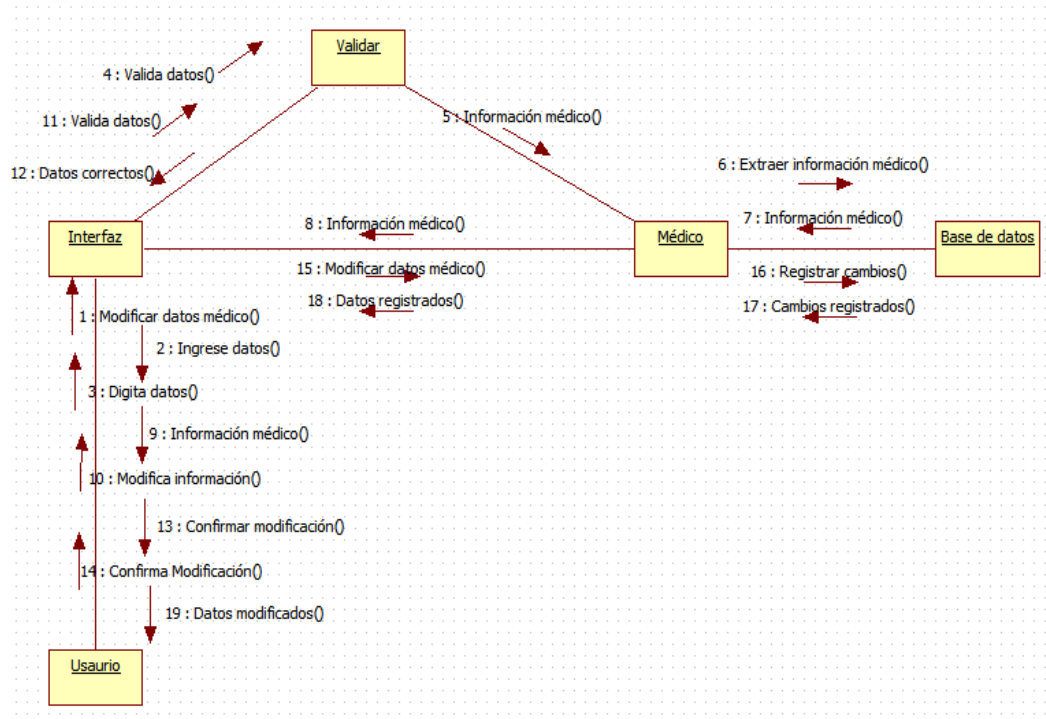 Validar
4 : Valida datos()
11 : Valida datos()
5 : Información médico()
12 : Datos correctos()
6 : Extraer información médico()
Interfaz
8 : Información médico()
Médico
7 : Información médico()
Base de datos
15 : Modificar datos médico()
16 : Registrar cambios()
18 : Datos registrados()
17 : Cambios registrados()
1 : Modificar datos médico()
2 : Ingrese datos()
3 : Digita datos()
9 : Información médico()
10 : Modifica información()
13 : Confirmar modificación()
14 : Confirma Modificación()
19 : Datos modificados()
Usaurio